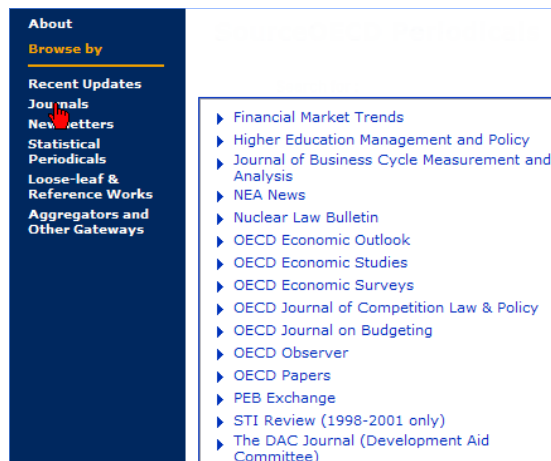 About
Browse by
Recent Updates
Journals
Newsletters
Statistical
Periodicals
Loose-leaf &
Reference Works
Aggregators and
Other Gateways
Financial Market Trends
Higher Education Management and Policy
Journal of Business Cycle Measurement and
Analysis
NEA News
Nuclear Law Bulletin
OECD Economic Outlook
OECD Economic Studies
OECD Economic Surveys
OECD Journal of Competition Law & Policy
OECD Journal on Budgeting
OECD Observer
OECD Papers
PEB Exchange
STI Review (1998-2001 only)
The DAC Journal (Development Aid
Committee)